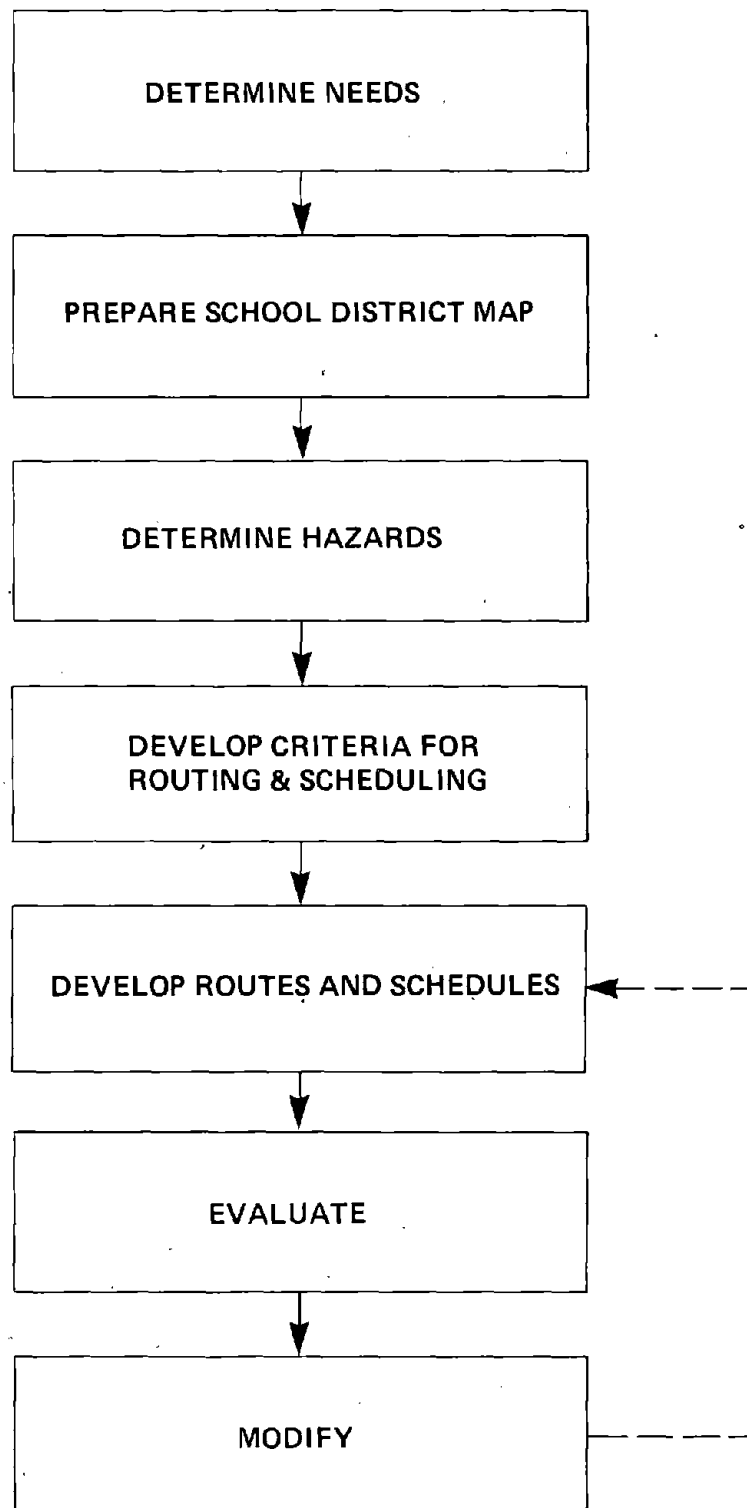 DETERMINE NEEDS
PREPARE SCHOOL DISTRICT MAP
DETERMINE HAZARDS
DEVELOP CRITERIA FOR
ROUTING & SCHEDULING
DEVELOP ROUTES AND SCHEDULES
EVALUATE
MODIFY